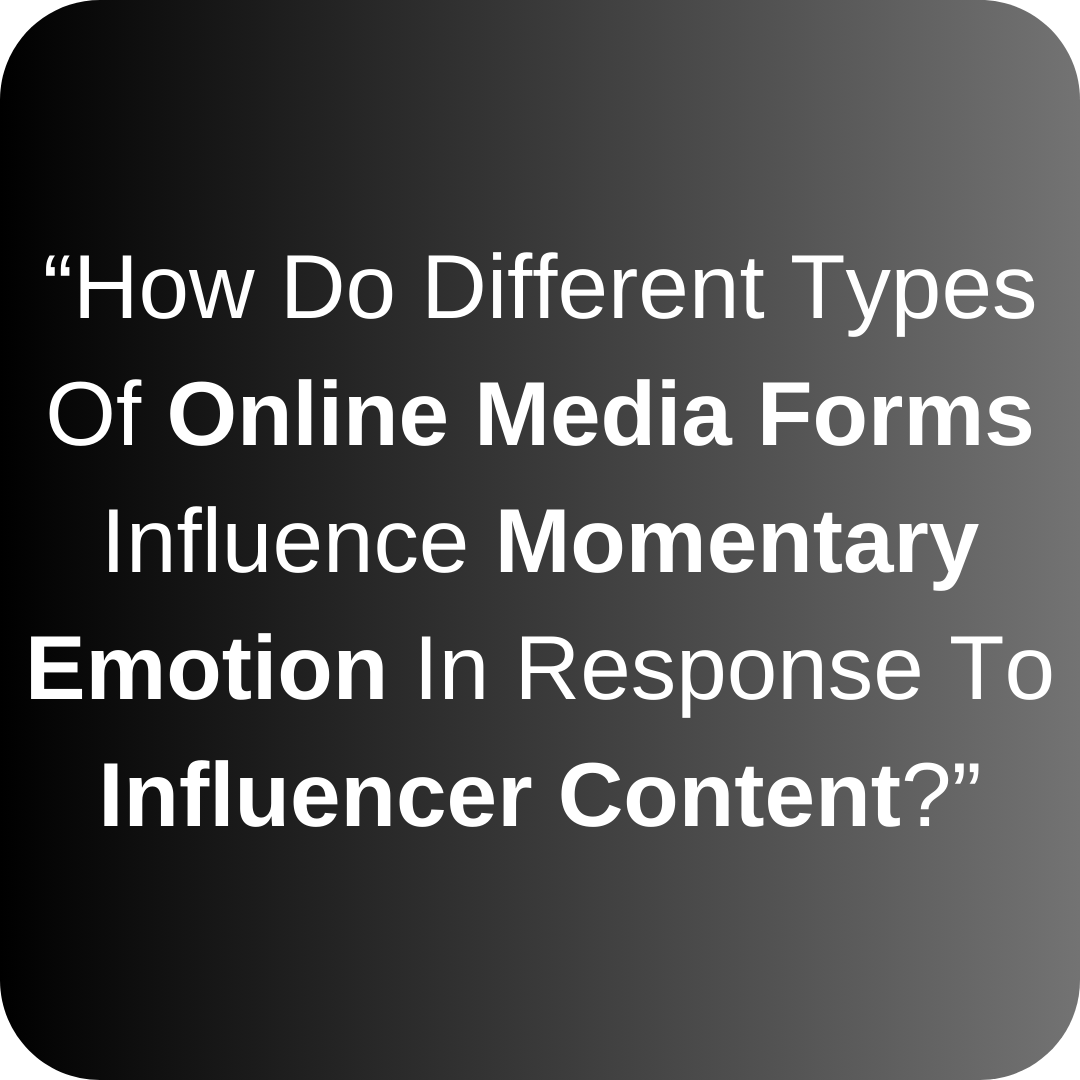 “How Do Different Types
Of Online Media Forms
Influence Momentary
Emotion In Response To
Influencer Content?”